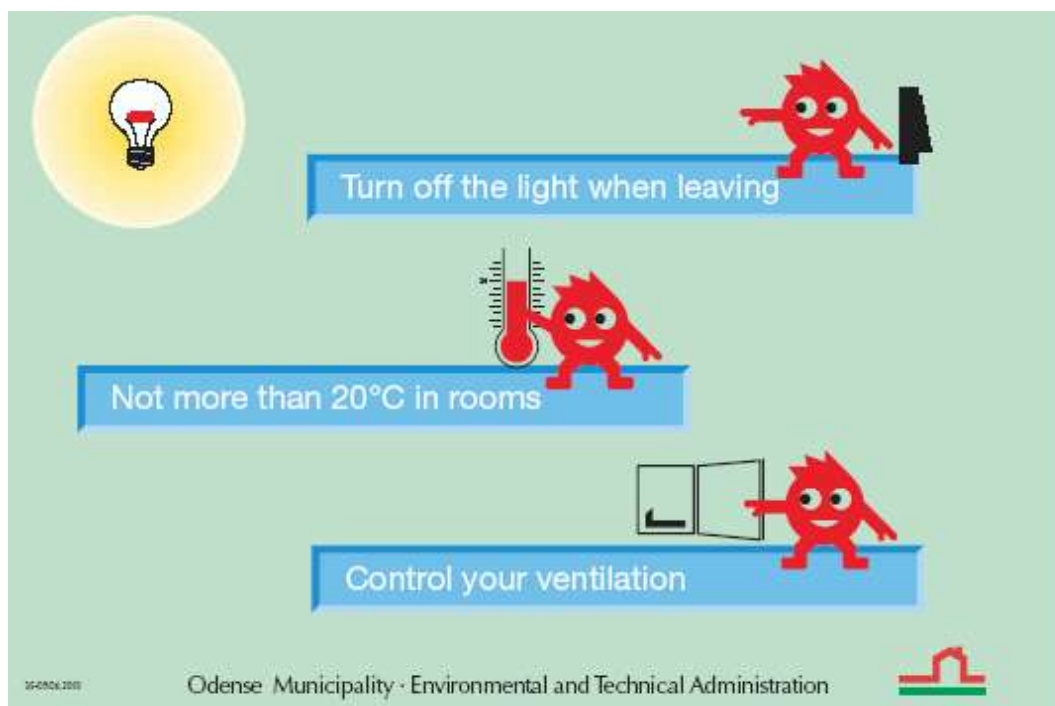 Turn off the light when leaving
20
Not more than 20°C in rooms
Control your ventilation
Odense Municipality · Environmental and Technical Administration